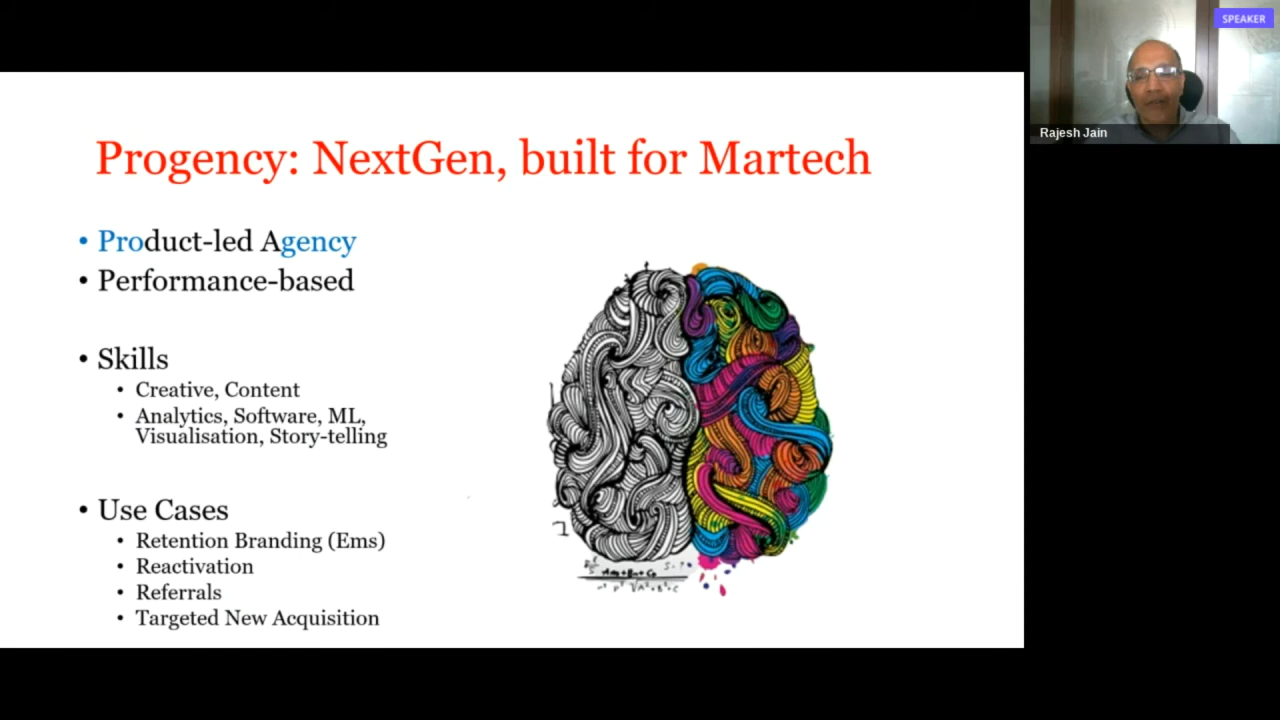 Progency: NextGen, built for Martech
• Product-led Agency
• Performance-based
• Skills
• Creative, Content
• Analytics, Software, ML,
Visualisation, Story-telling
• Use Cases
• Retention Branding (Ems)
• Reactivation
• Referrals
• Targeted New Acquisition
SPEAKER
Rajesh Jain